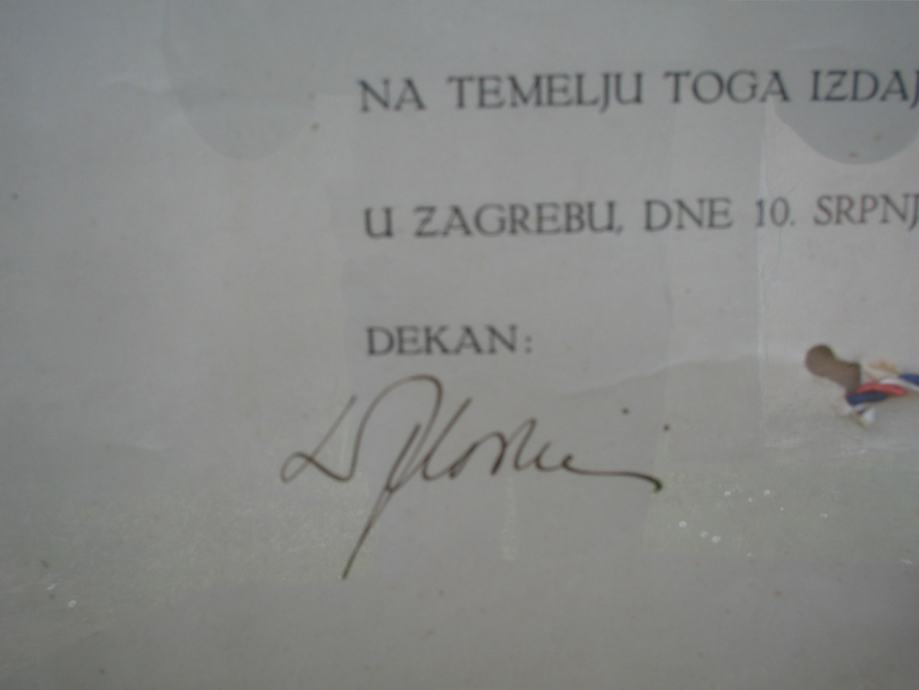 NA TEMELJU TOGA IZDAJ
U ZAGREBU, DNE 10. SRPNJ
DEKAN: